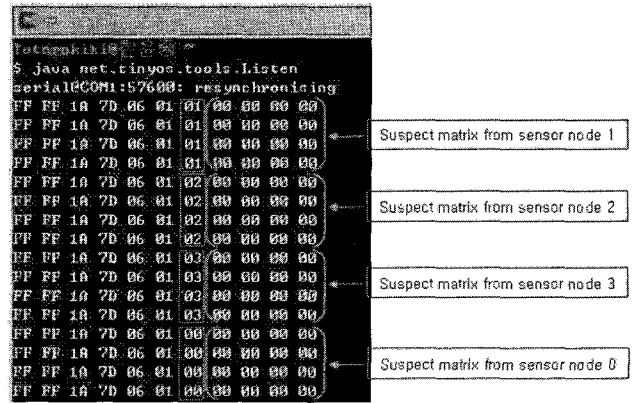 $ java net.tinyos.tools.Listen
serial@COM1:57600: resynchronising
FF FF 1A 7D 06 01 01 00 00 00 00
FF FF 1A 7D 06 01 01 00 00 00 00
FF FF 1A 7D 06 01 01 00 00 00 00
FF FF 1A 7D 06 01 01 00 00 00 00
Suspect matrix from sensor node 1
FF FF 1A 7D 06 01 02 00 00 00 00
FF FF 1A 7D 06 01 02 00 00 00 00
FF FF 1A 7D 06 01 02 00 00 00 00
FF FF 1A 7D 06 01 02 00 00 00 00
Suspect matrix from sensor node 2
FF FF 1A 7D 06 01 03 00 00 00 00
FF FF 1A 7D 06 01 03 00 00 00 00
FF FF 1A 7D 06 01 03 00 00 00 00
FF FF 1A 7D 06 01 03 00 00 00 00
Suspect matrix from sensor node 3
FF FF 1A 7D 06 01 00 00 00 00 00
FF FF 1A 7D 06 01 00 00 00 00 00
FF FF 1A 7D 06 01 00 00 00 00 00
FF FF 1A 7D 06 01 00 00 00 00 00
Suspect matrix from sensor node 0